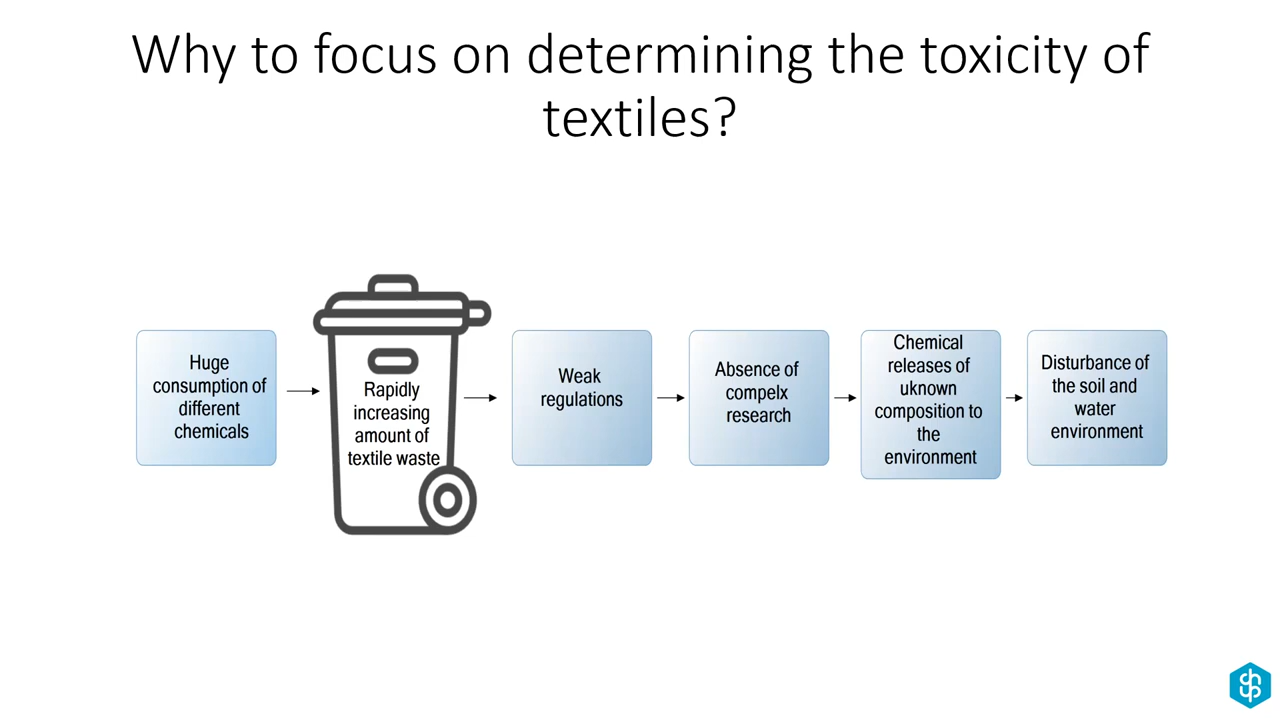 Why to focus on determining the toxicity of
textiles?
Huge
consumption of
different
chemicals
Rapidly
increasing
amount of
textile waste
Weak
regulations
Absence of
compelx
research
Chemical
releases of
uknown
composition to
the
environment
Disturbance of
the soil and
water
environment